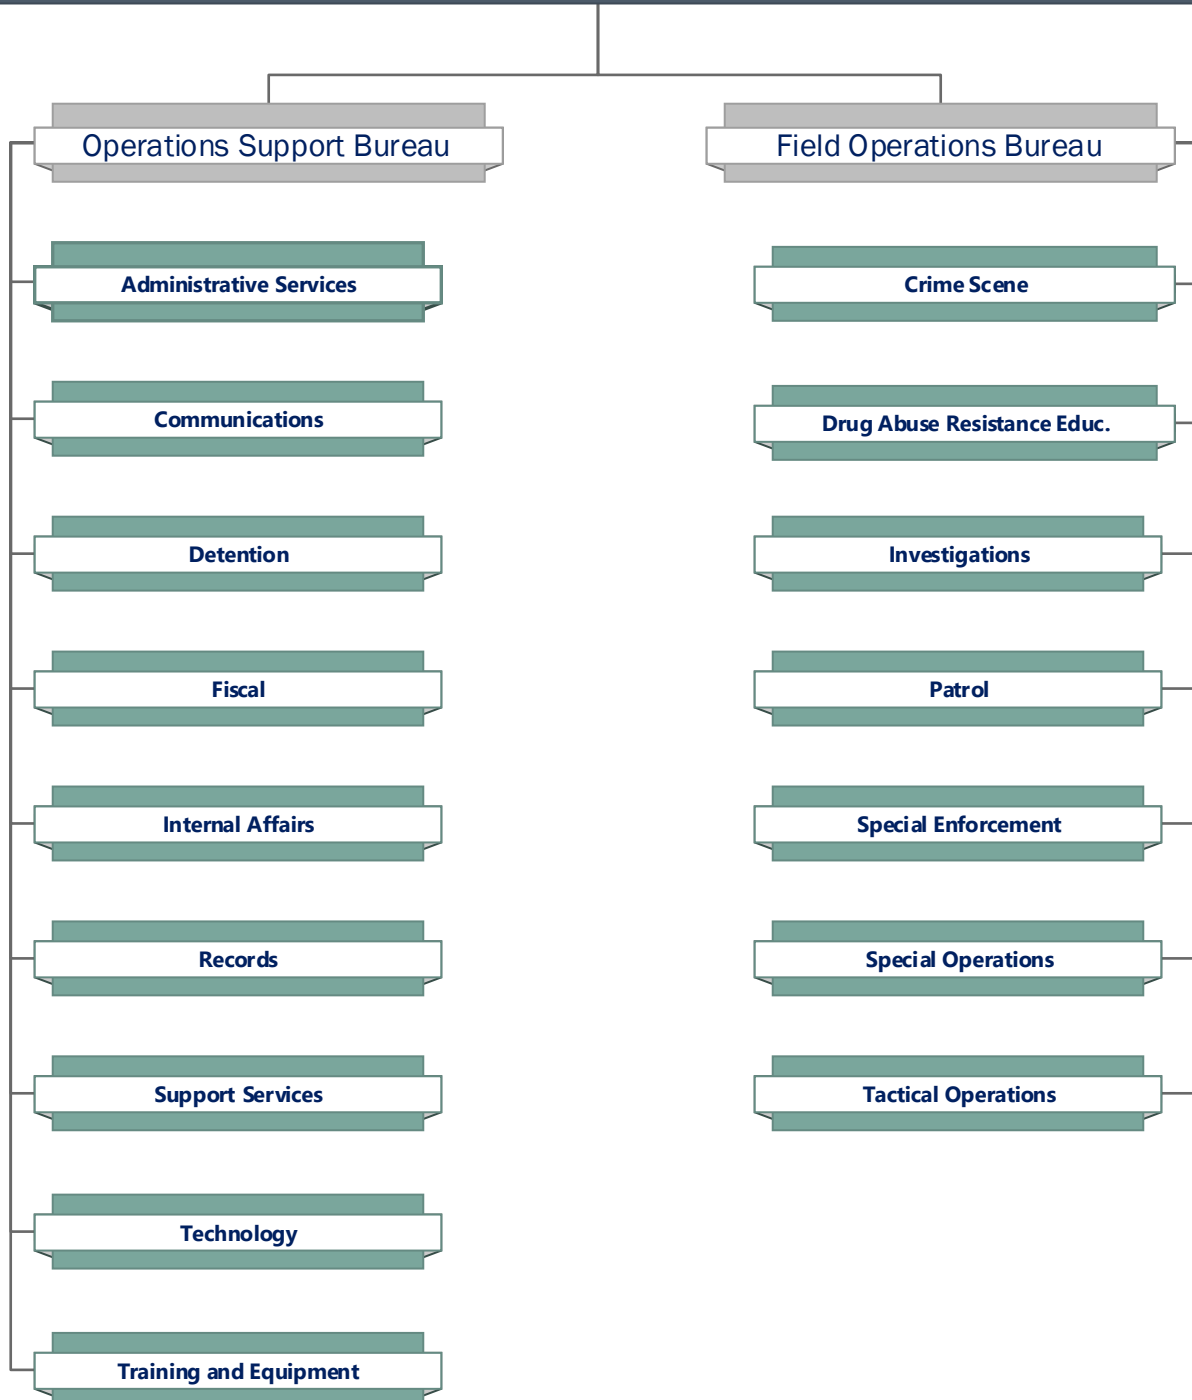 Operations Support Bureau
Field Operations Bureau
Administrative Services
Communications
Detention
Fiscal
Internal Affairs
Records
Support Services
Technology
Training and Equipment
Crime Scene
Drug Abuse Resistance Educ.
Investigations
Patrol
Special Enforcement
Special Operations
Tactical Operations